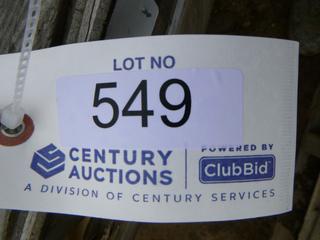 LOT NO
549
CENTURY
AUCTIONS
POWERED BY
ClubBid
A DIVISION OF CENTURY SERVICES